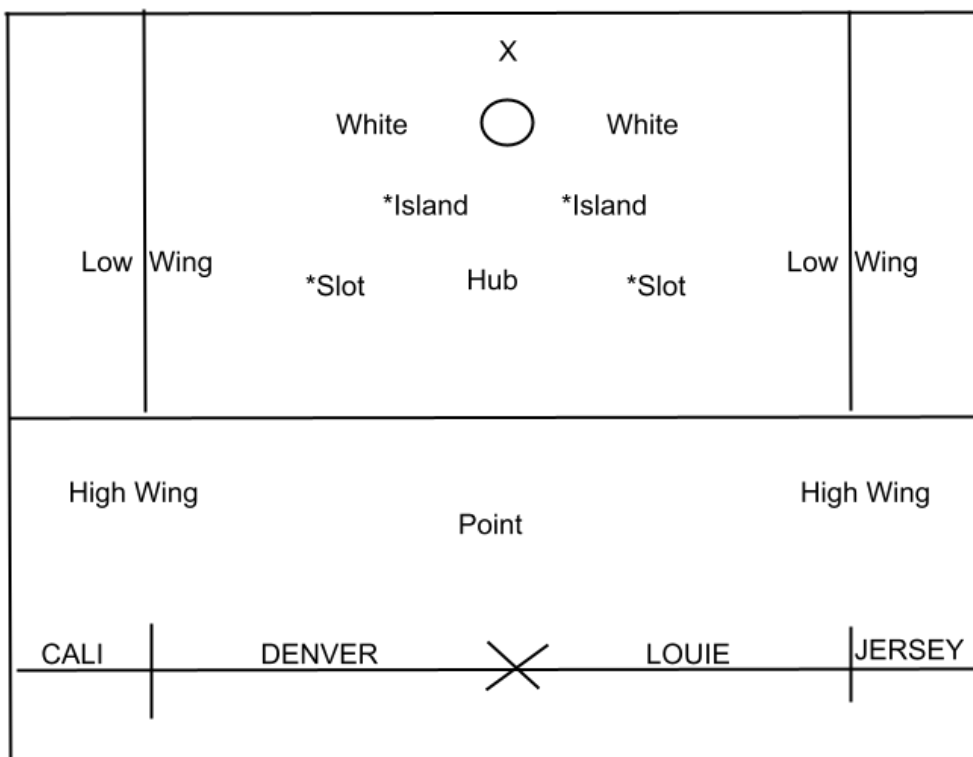 X
White White
*Island *Island
Low Wing Low Wing
*Slot Hub *Slot
High Wing High Wing
Point
CALI DENVER LOUIE JERSEY